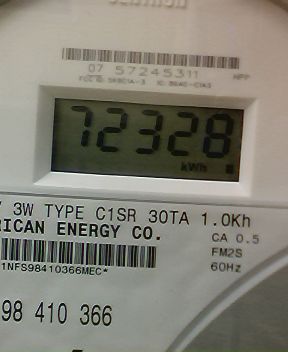 07 57245311 HPP
72328
kWh
3W TYPE C1SR 30TA 1.0Kh
RICAN ENERGY CO.
CA 0.5
FM2S
60Hz
1NFS98410366MEC*
98 410 366